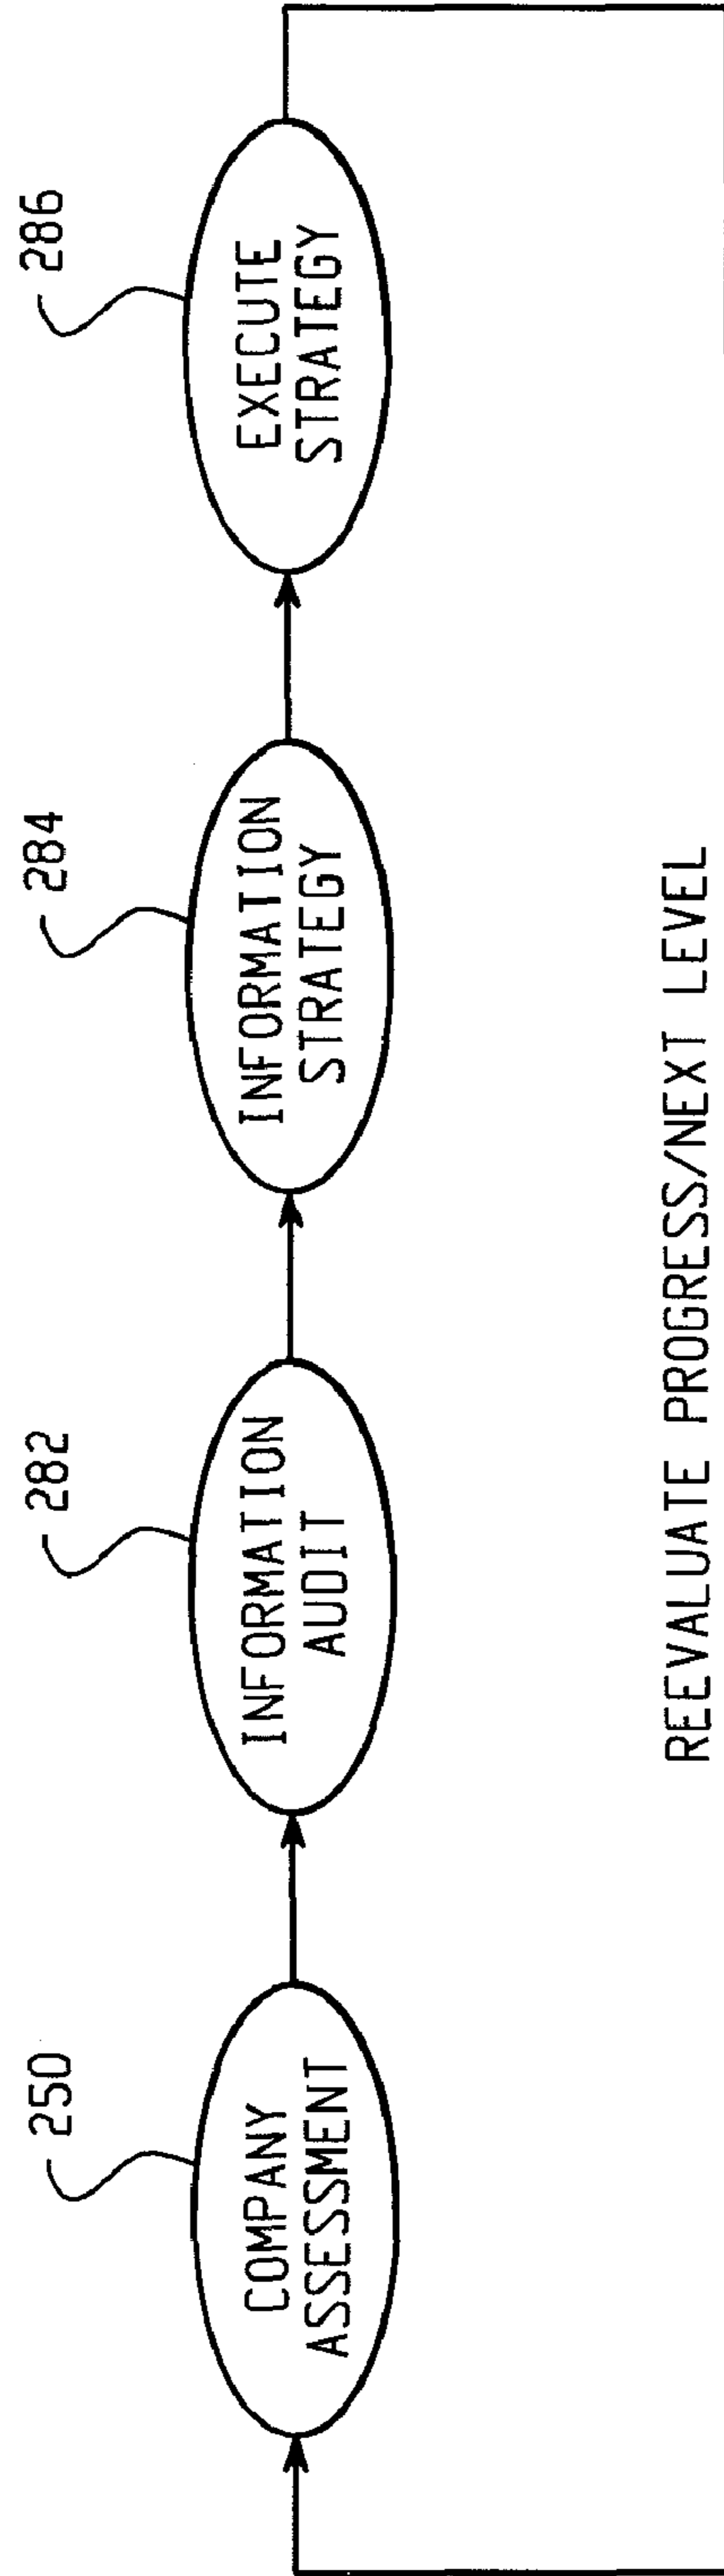 250
COMPANY
ASSESSMENT
282
INFORMATION
AUDIT
284
INFORMATION
STRATEGY
286
EXECUTE
STRATEGY
REEVALUATE PROGRESS/NEXT LEVEL